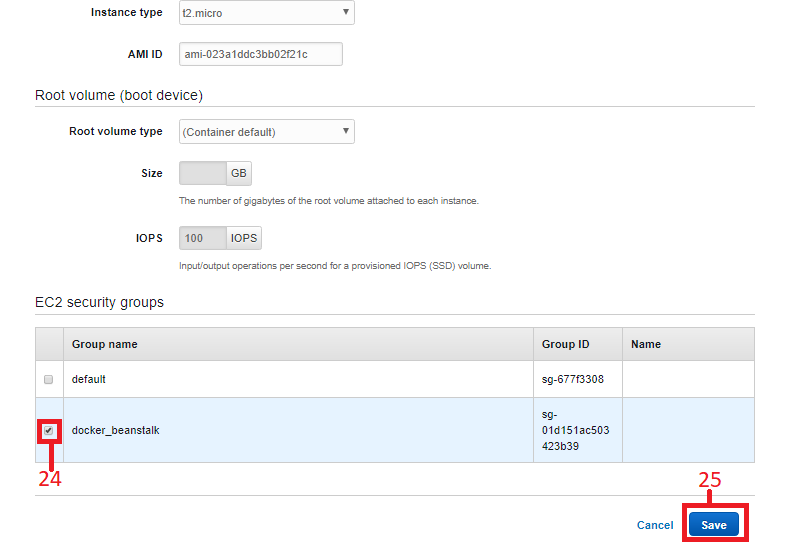 Instance type t2.micro
AMI ID ami-023a1ddc3bb02f21c
Root volume (boot device)
Root volume type (Container default)
Size GB
The number of gigabytes of the root volume attached to each instance.
IOPS 100 IOPS
Input/output operations per second for a provisioned IOPS (SSD) volume.
EC2 security groups
Group name Group ID Name
default sg-677f3308
docker_beanstalk sg-
01d151ac503
423b39
24
25
Cancel Save